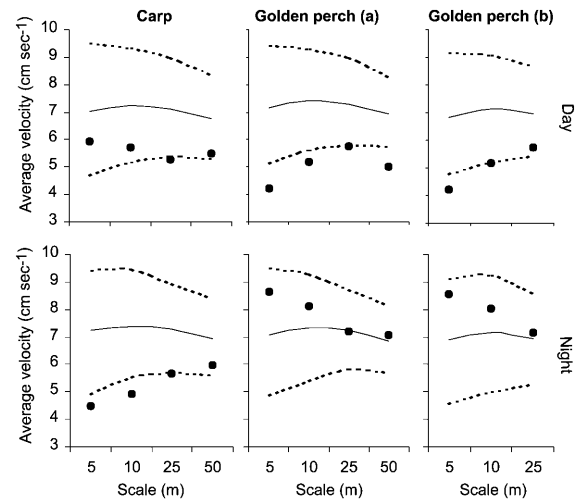 Carp Golden perch (a) Golden perch (b)
Average velocity (cm sec-1)
10
9
8
7
6
5
4
3
Day
Average velocity (cm sec-1)
10
9
8
7
6
5
4
3
Night
5 10 25 50 5 10 25 50 5 10 25
Scale (m) Scale (m) Scale (m)